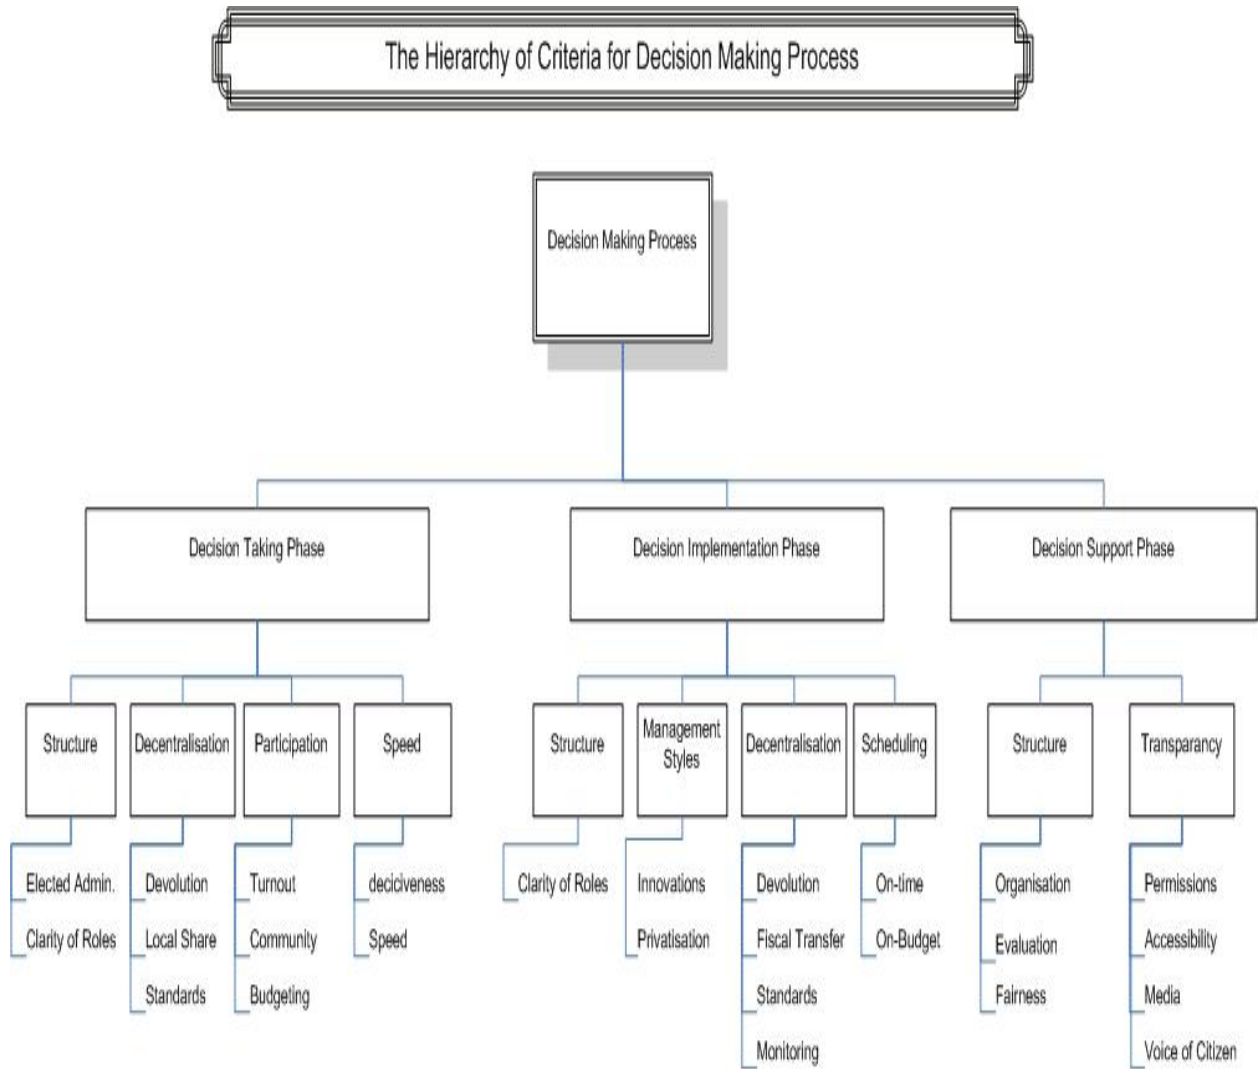 The Hierarchy of Criteria for Decision Making Process
Decision Making Process
Decision Taking Phase
Decision Implementation Phase
Decision Support Phase
Structure
Decentralisation
Participation
Speed
Structure
Management
Styles
Decentralisation
Scheduling
Structure
Transparancy
Elected Admin.
Clarity of Roles
Devolution
Local Share
Standards
Turnout
Community
Budgeting
deciciveness
Speed
Clarity of Roles
Innovations
Privatisation
Devolution
Fiscal Transfer
Standards
Monitoring
On-time
On-Budget
Organisation
Evaluation
Fairness
Permissions
Accessibility
Media
Voice of Citizen